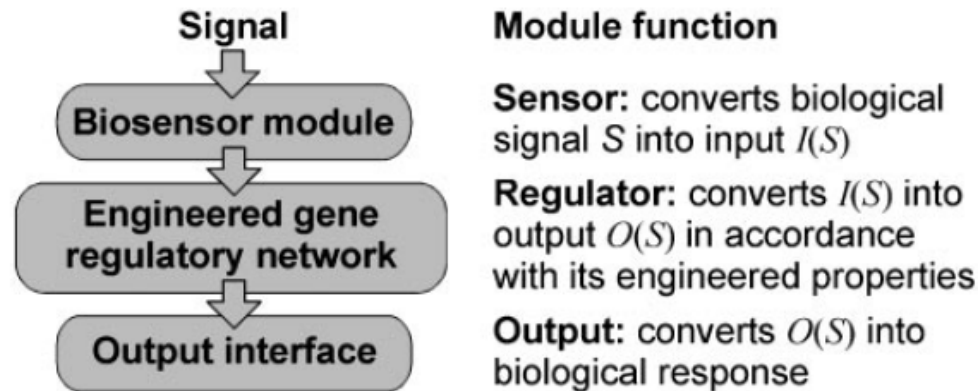 Signal
Biosensor module
Engineered gene
regulatory network
Output interface
Module function
Sensor: converts biological
signal S into input I(S)
Regulator: converts I(S) into
output O(S) in accordance
with its engineered properties
Output: converts O(S) into
biological response